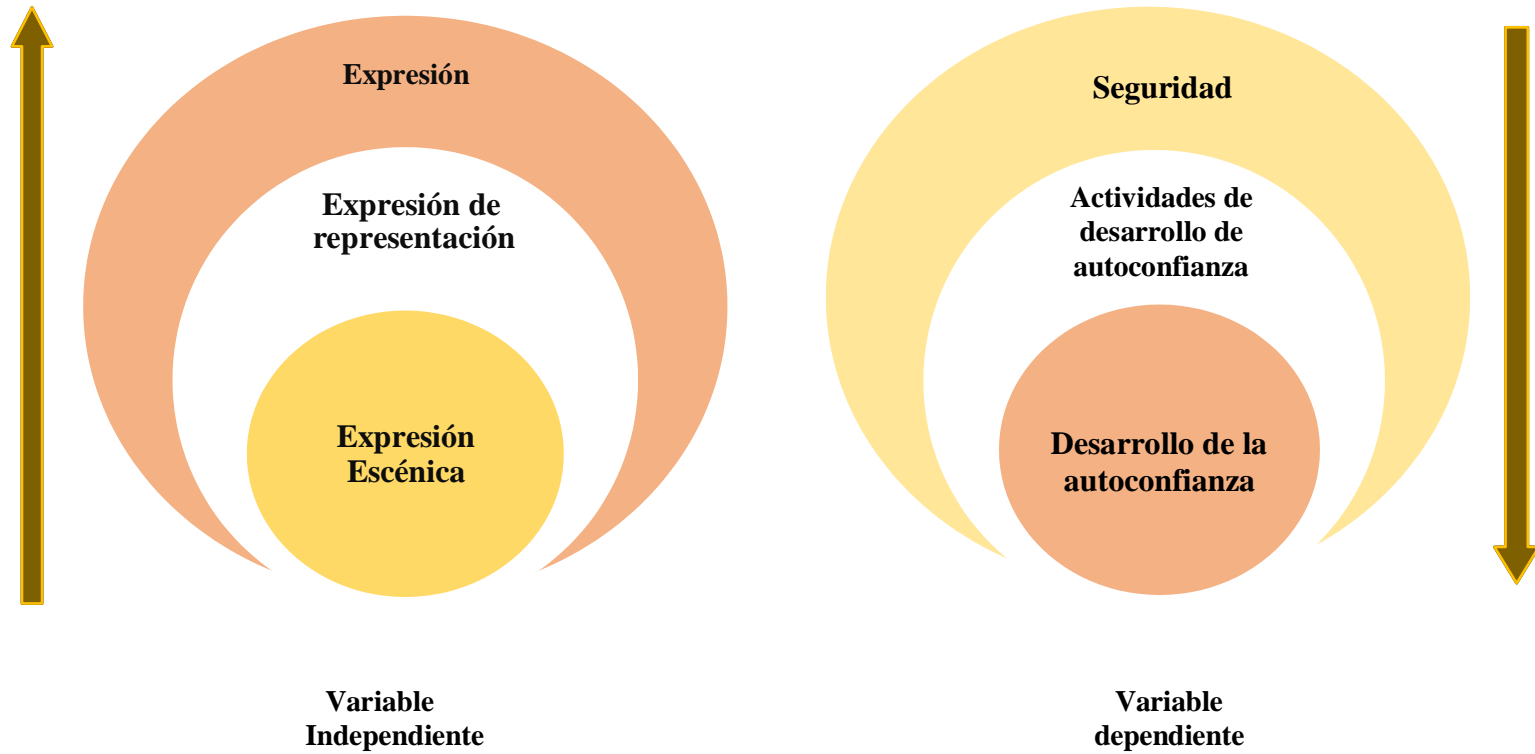 Expresión
Expresión de
representación
Expresión
Escénica
Variable
Independiente
Seguridad
Actividades de
desarrollo de
autoconfianza
Desarrollo de la
autoconfianza
Variable
dependiente